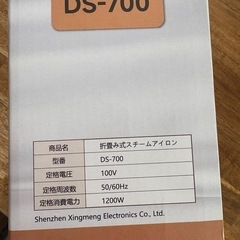 DS-700
商品名 折畳み式スチームアイロン
型番 DS-700
定格電圧 100V
定格周波数 50/60Hz
定格消費電力 1200W
Shenzhen Xingmeng Electronics Co., Ltd.